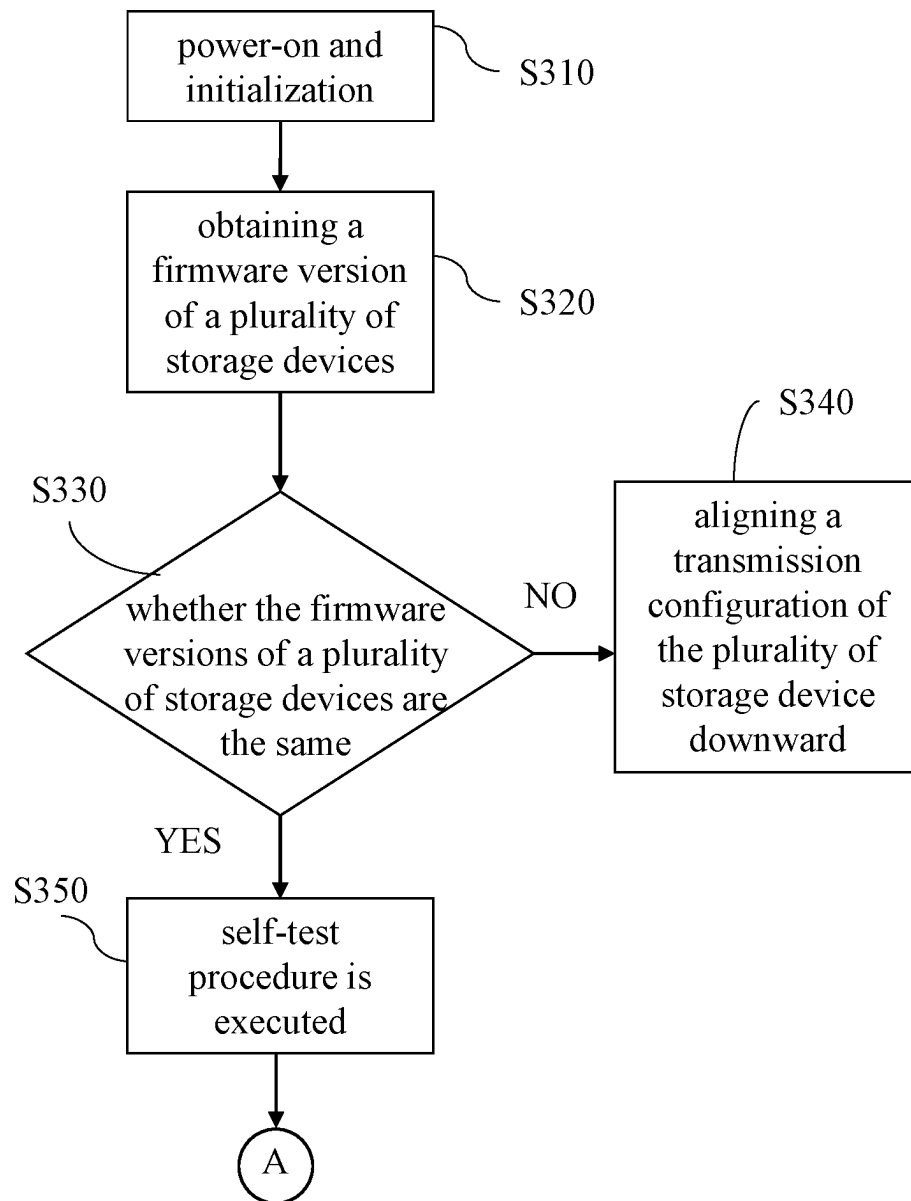 power-on and
initialization
S310
obtaining a
firmware version
of a plurality of
storage devices
S320
S330
whether the firmware
versions of a plurality
of storage devices are
the same
NO
S340
aligning a
transmission
configuration of
the plurality of
storage device
downward
YES
S350
self-test
procedure is
executed
A